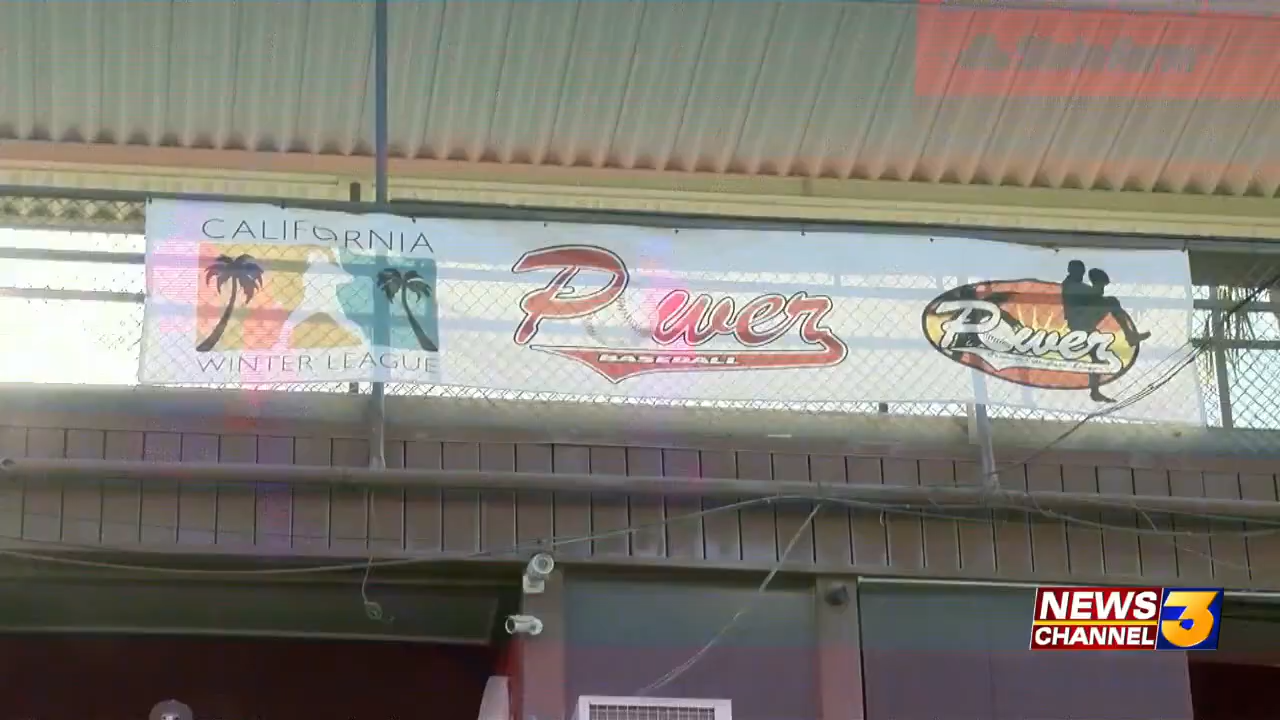 CALIFORNIA
WINTER LEAGUE
Power
BASEBALL
Power
NEWS
CHANNEL 3